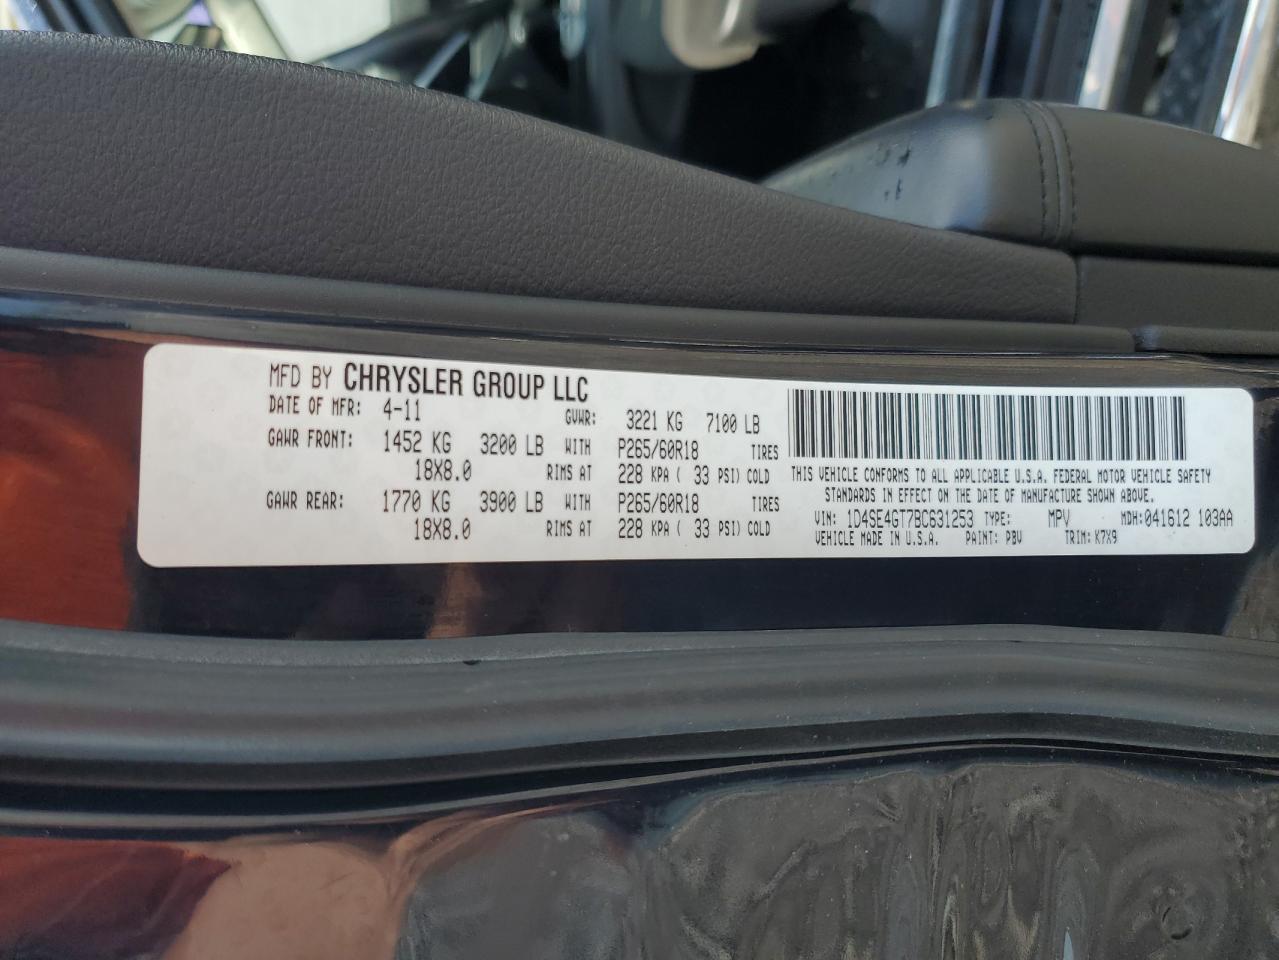 MFD BY CHRYSLER GROUP LLC
DATE OF MFR: 4-11 GVWR: 3221 KG 7100 LB
GAWR FRONT: 1452 KG 3200 LB WITH P265/60R18 TIRES
18X8.0 RIMS AT 228 KPA ( 33 PSI) COLD
GAWR REAR: 1770 KG 3900 LB WITH P265/60R18 TIRES
18X8.0 RIMS AT 228 KPA ( 33 PSI) COLD
THIS VEHICLE CONFORMS TO ALL APPLICABLE U.S.A. FEDERAL MOTOR VEHICLE SAFETY
STANDARDS IN EFFECT ON THE DATE OF MANUFACTURE SHOWN ABOVE.
VIN: 1D4SE4GT7BC631253 TYPE: MPV MDH: 041612 103AA
VEHICLE MADE IN U.S.A. PAINT: PBV TRIM: K7X9